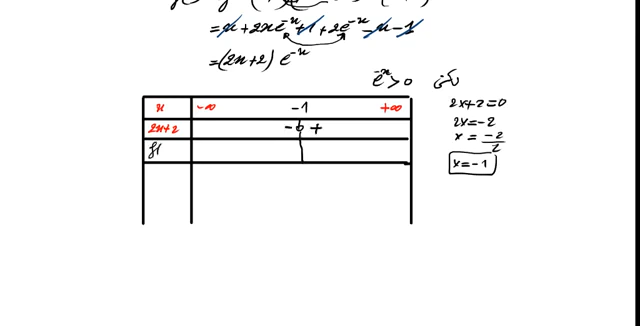 = x + 2xe^{-x} + 1 + 2e^{-x} - x - 1
= (2x+2) e^{-x}
e^{-x} > 0
x -∞ -1 +∞
2x+2 - 0 +
2x+2=0
2x=-2
x = -2/2
x=-1